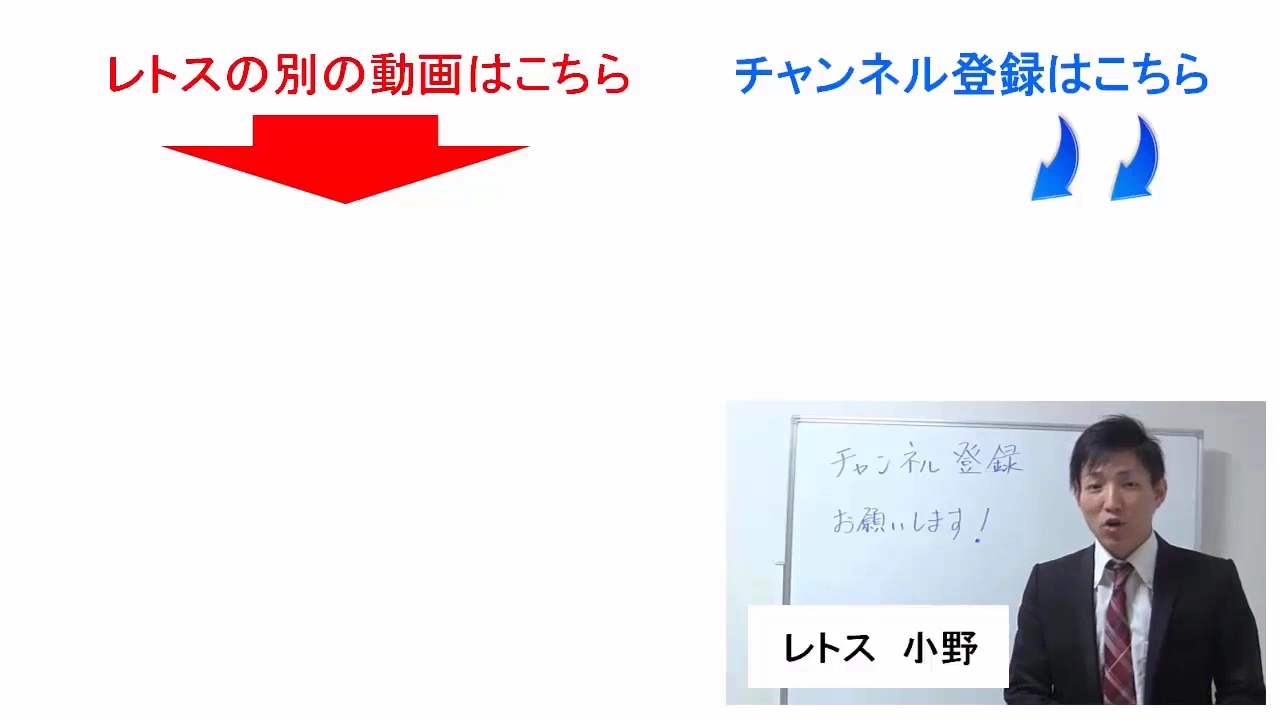 レトスの別の動画はこちら
チャンネル登録はこちら
チャンネル登録
お願いします!
レトス 小野